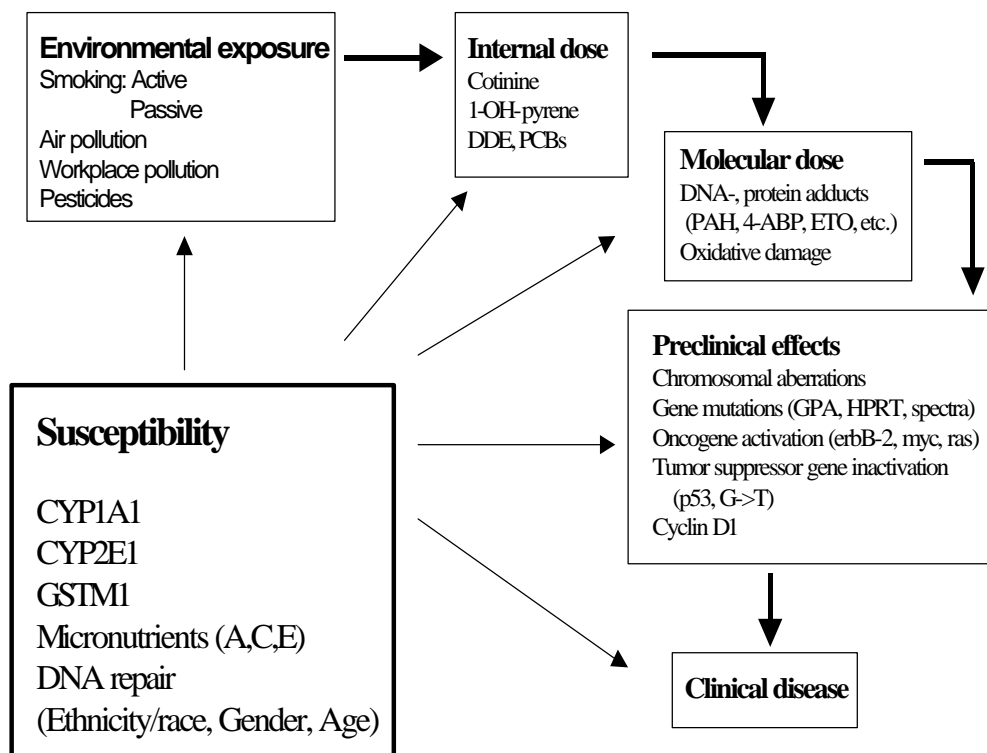 Environmental exposure
Smoking: Active
Passive
Air pollution
Workplace pollution
Pesticides
Internal dose
Cotinine
1-OH-pyrene
DDE, PCBs
Molecular dose
DNA-, protein adducts
(PAH, 4-ABP, ETO, etc.)
Oxidative damage
Preclinical effects
Chromosomal aberrations
Gene mutations (GPA, HPRT, spectra)
Oncogene activation (erbB-2, myc, ras)
Tumor suppressor gene inactivation
(p53, G->T)
Cyclin D1
Susceptibility
CYP1A1
CYP2E1
GSTM1
Micronutrients (A,C,E)
DNA repair
(Ethnicity/race, Gender, Age)
Clinical disease